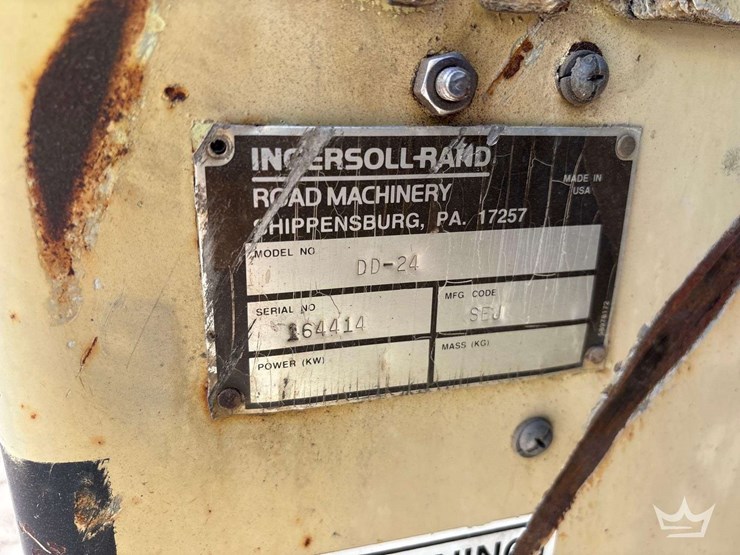 INGERSOLL-RAND
ROAD MACHINERY
SHIPPENSBURG, PA. 17257
MADE IN
USA
MODEL NO
DD-24
SERIAL NO
164414
MFG CODE
SEJ
POWER (KW)
MASS (KG)